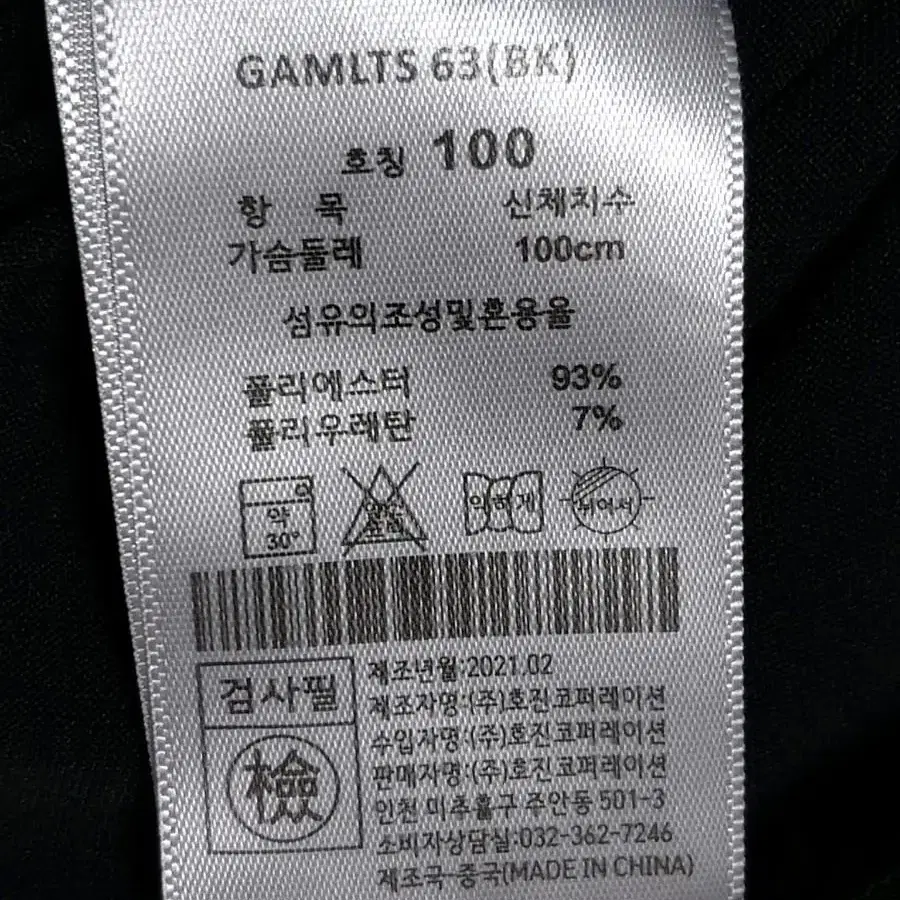 GAMLTS 63(BK)
호칭 100
항 목 신체치수
가슴둘레 100cm
섬유의조성및혼용율
폴리에스터 93%
폴리우레탄 7%
약
30°
약하게
뉘어서
검사필
檢
제조년월:2021.02
제조자명:(주)호진코퍼레이션
수입자명:(주)호진코퍼레이션
판매자명:(주)호진코퍼레이션
인천 미추홀구 주안동 501-3
소비자상담실:032-362-7246
제조국-중국(MADE IN CHINA)